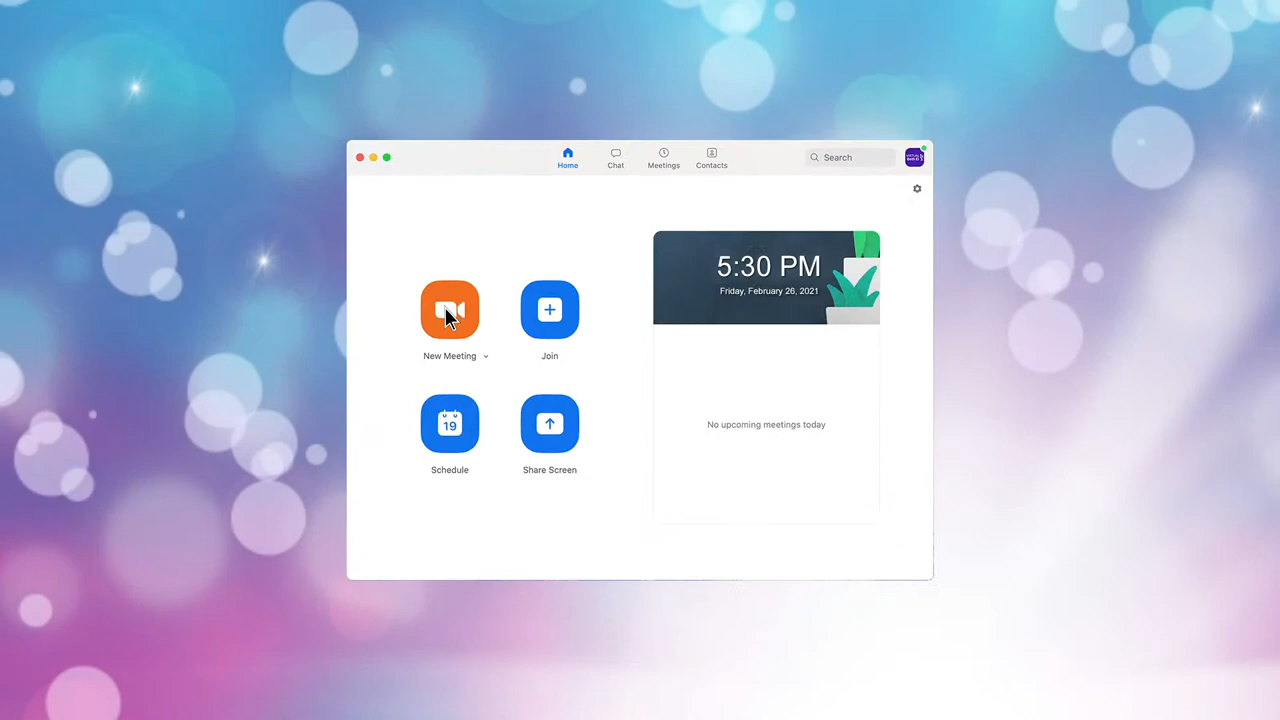 Home
Chat
Meetings
Contacts
Search
5:30 PM
Friday, February 26, 2021
New Meeting
Join
No upcoming meetings today
19
Schedule
Share Screen